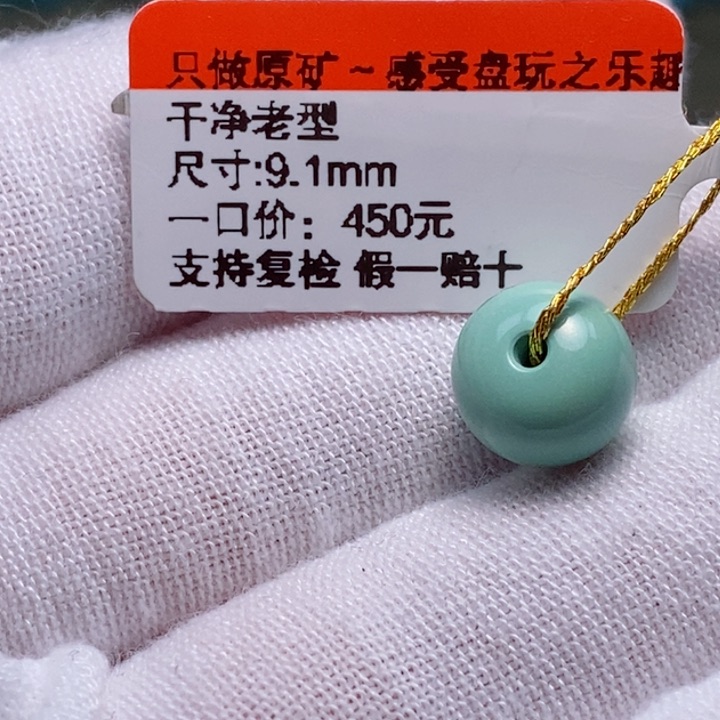 只做原矿~感受盘玩之乐趣
干净老型
尺寸:9.1mm
一口价：450元
支持复检 假一赔十